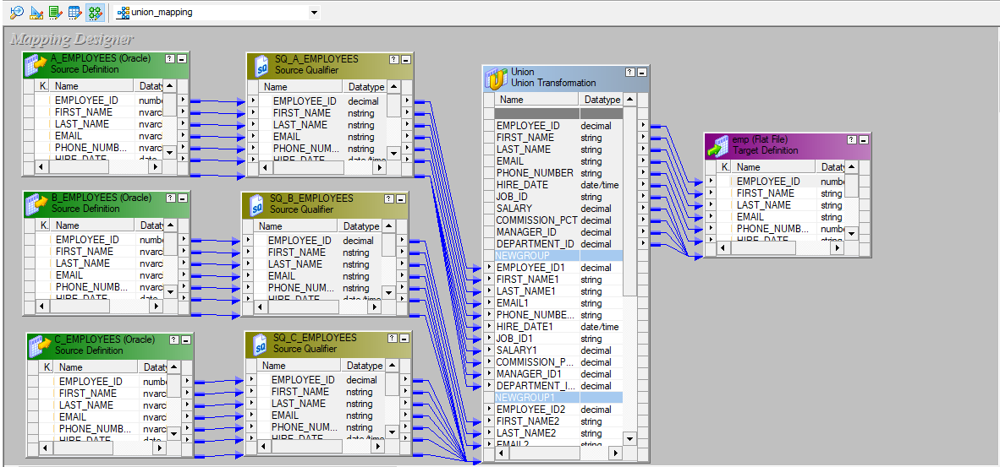 union_mapping
Mapping Designer
A_EMPLOYEES (Oracle)
Source Definition
K. Name Dataty
EMPLOYEE_ID numbe
FIRST_NAME nvarc
LAST_NAME nvarc
EMAIL nvarc
PHONE_NUMB... nvarc
HIRE_DATE date
SQ_A_EMPLOYEES
Source Qualifier
Name Datatype
EMPLOYEE_ID decimal
FIRST_NAME nstring
LAST_NAME nstring
EMAIL nstring
PHONE_NUMB... nstring
HIRE_DATE date/time
B_EMPLOYEES (Oracle)
Source Definition
K. Name Dataty
EMPLOYEE_ID numbe
FIRST_NAME nvarc
LAST_NAME nvarc
EMAIL nvarc
PHONE_NUMB... nvarc
HIRE_DATE date
SQ_B_EMPLOYEES
Source Qualifier
Name Datatype
EMPLOYEE_ID decimal
FIRST_NAME nstring
LAST_NAME nstring
EMAIL nstring
PHONE_NUMB... nstring
HIRE_DATE date/time
C_EMPLOYEES (Oracle)
Source Definition
K. Name Dataty
EMPLOYEE_ID numbe
FIRST_NAME nvarc
LAST_NAME nvarc
EMAIL nvarc
PHONE_NUMB... nvarc
HIRE_DATE date
SQ_C_EMPLOYEES
Source Qualifier
Name Datatype
EMPLOYEE_ID decimal
FIRST_NAME nstring
LAST_NAME nstring
EMAIL nstring
PHONE_NUMB... nstring
HIRE_DATE date/time
Union
Union Transformation
Name Datatype
EMPLOYEE_ID decimal
FIRST_NAME string
LAST_NAME string
EMAIL string
PHONE_NUMBER string
HIRE_DATE date/time
JOB_ID string
SALARY decimal
COMMISSION_PCT decimal
MANAGER_ID decimal
DEPARTMENT_ID decimal
NEWGROUP
EMPLOYEE_ID1 decimal
FIRST_NAME1 string
LAST_NAME1 string
EMAIL1 string
PHONE_NUMBE... string
HIRE_DATE1 date/time
JOB_ID1 string
SALARY1 decimal
COMMISSION_P... decimal
MANAGER_ID1 decimal
DEPARTMENT_I... decimal
NEWGROUP1
EMPLOYEE_ID2 decimal
FIRST_NAME2 string
LAST_NAME2 string
EMAIL2 string
emp (Flat File)
Target Definition
K. Name Dataty
EMPLOYEE_ID numbe
FIRST_NAME string
LAST_NAME string
EMAIL string
PHONE_NUMB... numbe
HIRE_DATE string